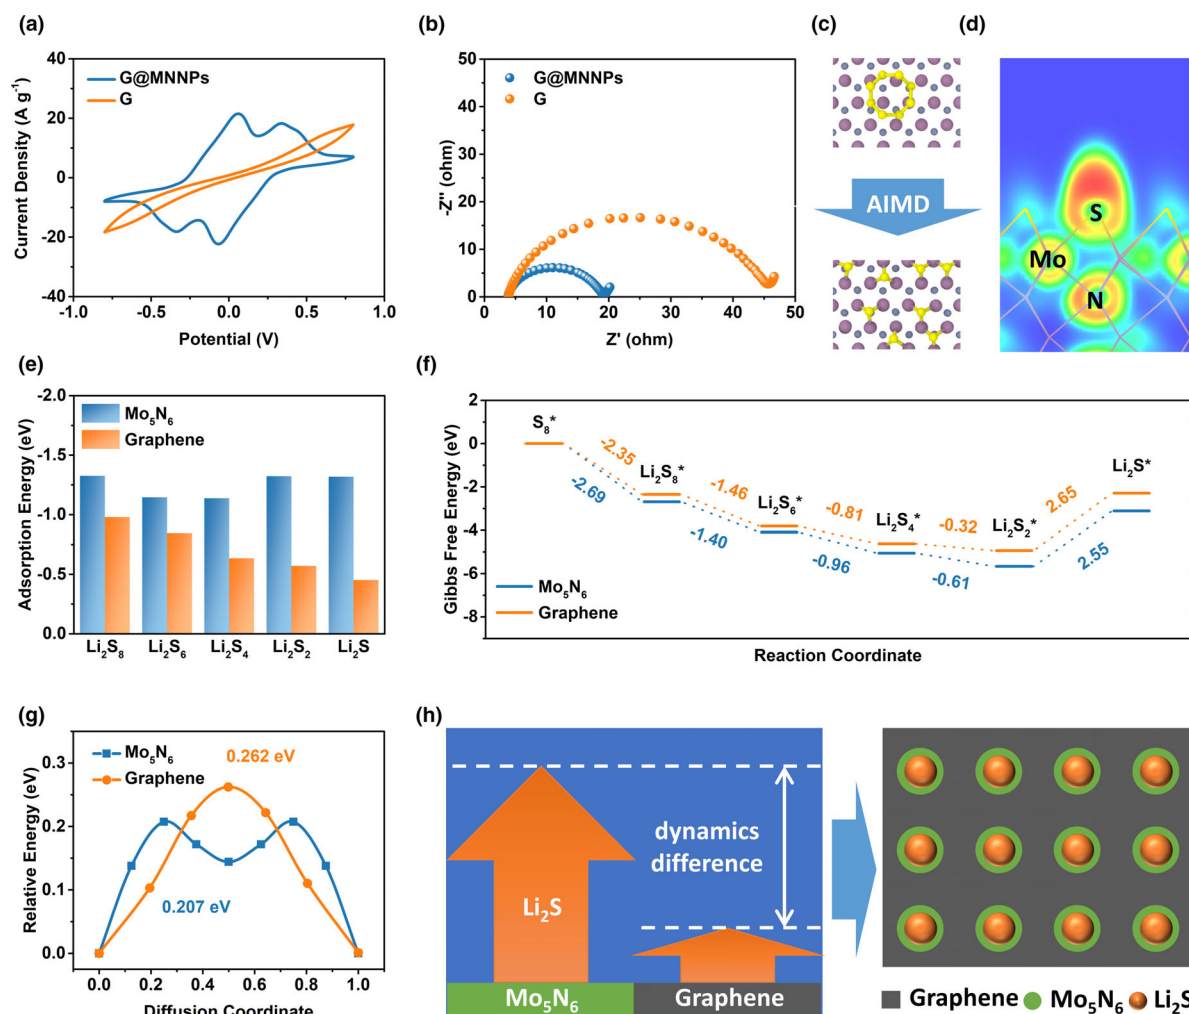 (a)
G@MNNPs
G
Current Density (A g⁻¹)
40
20
0
-20
-40
-1.0 -0.5 0.0 0.5 1.0
Potential (V)
(b)
G@MNNPs
G
-Z'' (ohm)
50
40
30
20
10
0
0 10 20 30 40 50
Z' (ohm)
(c)
AIMD
(d)
S
Mo
N
(e)
Mo₅N₆
Graphene
Adsorption Energy (eV)
-2.0
-1.5
-1.0
-0.5
0.0
Li₂S₈ Li₂S₆ Li₂S₄ Li₂S₂ Li₂S
(f)
Gibbs Free Energy (eV)
2
0
-2
-4
-6
-8
S₈*
Li₂S₈*
Li₂S₆*
Li₂S₄*
Li₂S₂*
Li₂S*
-2.35
-1.46
-0.81
-0.32
2.65
-2.69
-1.40
-0.96
-0.61
2.55
Mo₅N₆
Graphene
Reaction Coordinate
(g)
Mo₅N₆
Graphene
0.262 eV
0.207 eV
Relative Energy (eV)
0.3
0.2
0.1
0.0
0.0 0.2 0.4 0.6 0.8 1.0
Diffusion Coordinate
(h)
dynamics
difference
Li₂S
Mo₅N₆
Graphene
Graphene Mo₅N₆ Li₂S